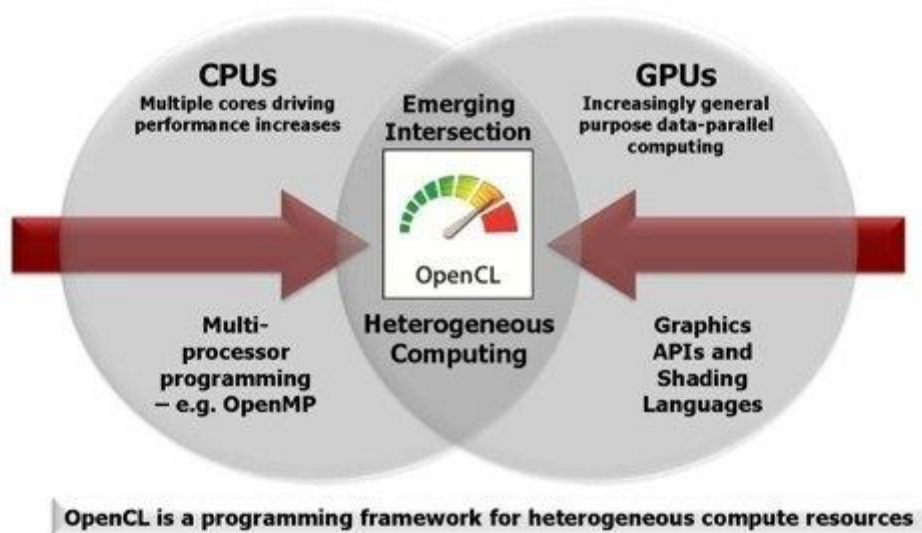 CPUs
Multiple cores driving
performance increases
Emerging
Intersection
GPUs
Increasingly general
purpose data-parallel
computing
OpenCL
Multi-
processor
programming
– e.g. OpenMP
Heterogeneous
Computing
Graphics
APIs and
Shading
Languages
OpenCL is a programming framework for heterogeneous compute resources